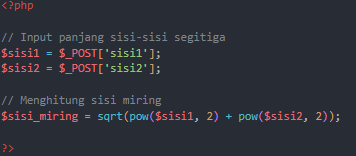 <?php
// Input panjang sisi-sisi segitiga
$sisi1 = $_POST['sisi1'];
$sisi2 = $_POST['sisi2'];
// Menghitung sisi miring
$sisi_miring = sqrt(pow($sisi1, 2) + pow($sisi2, 2));
?>